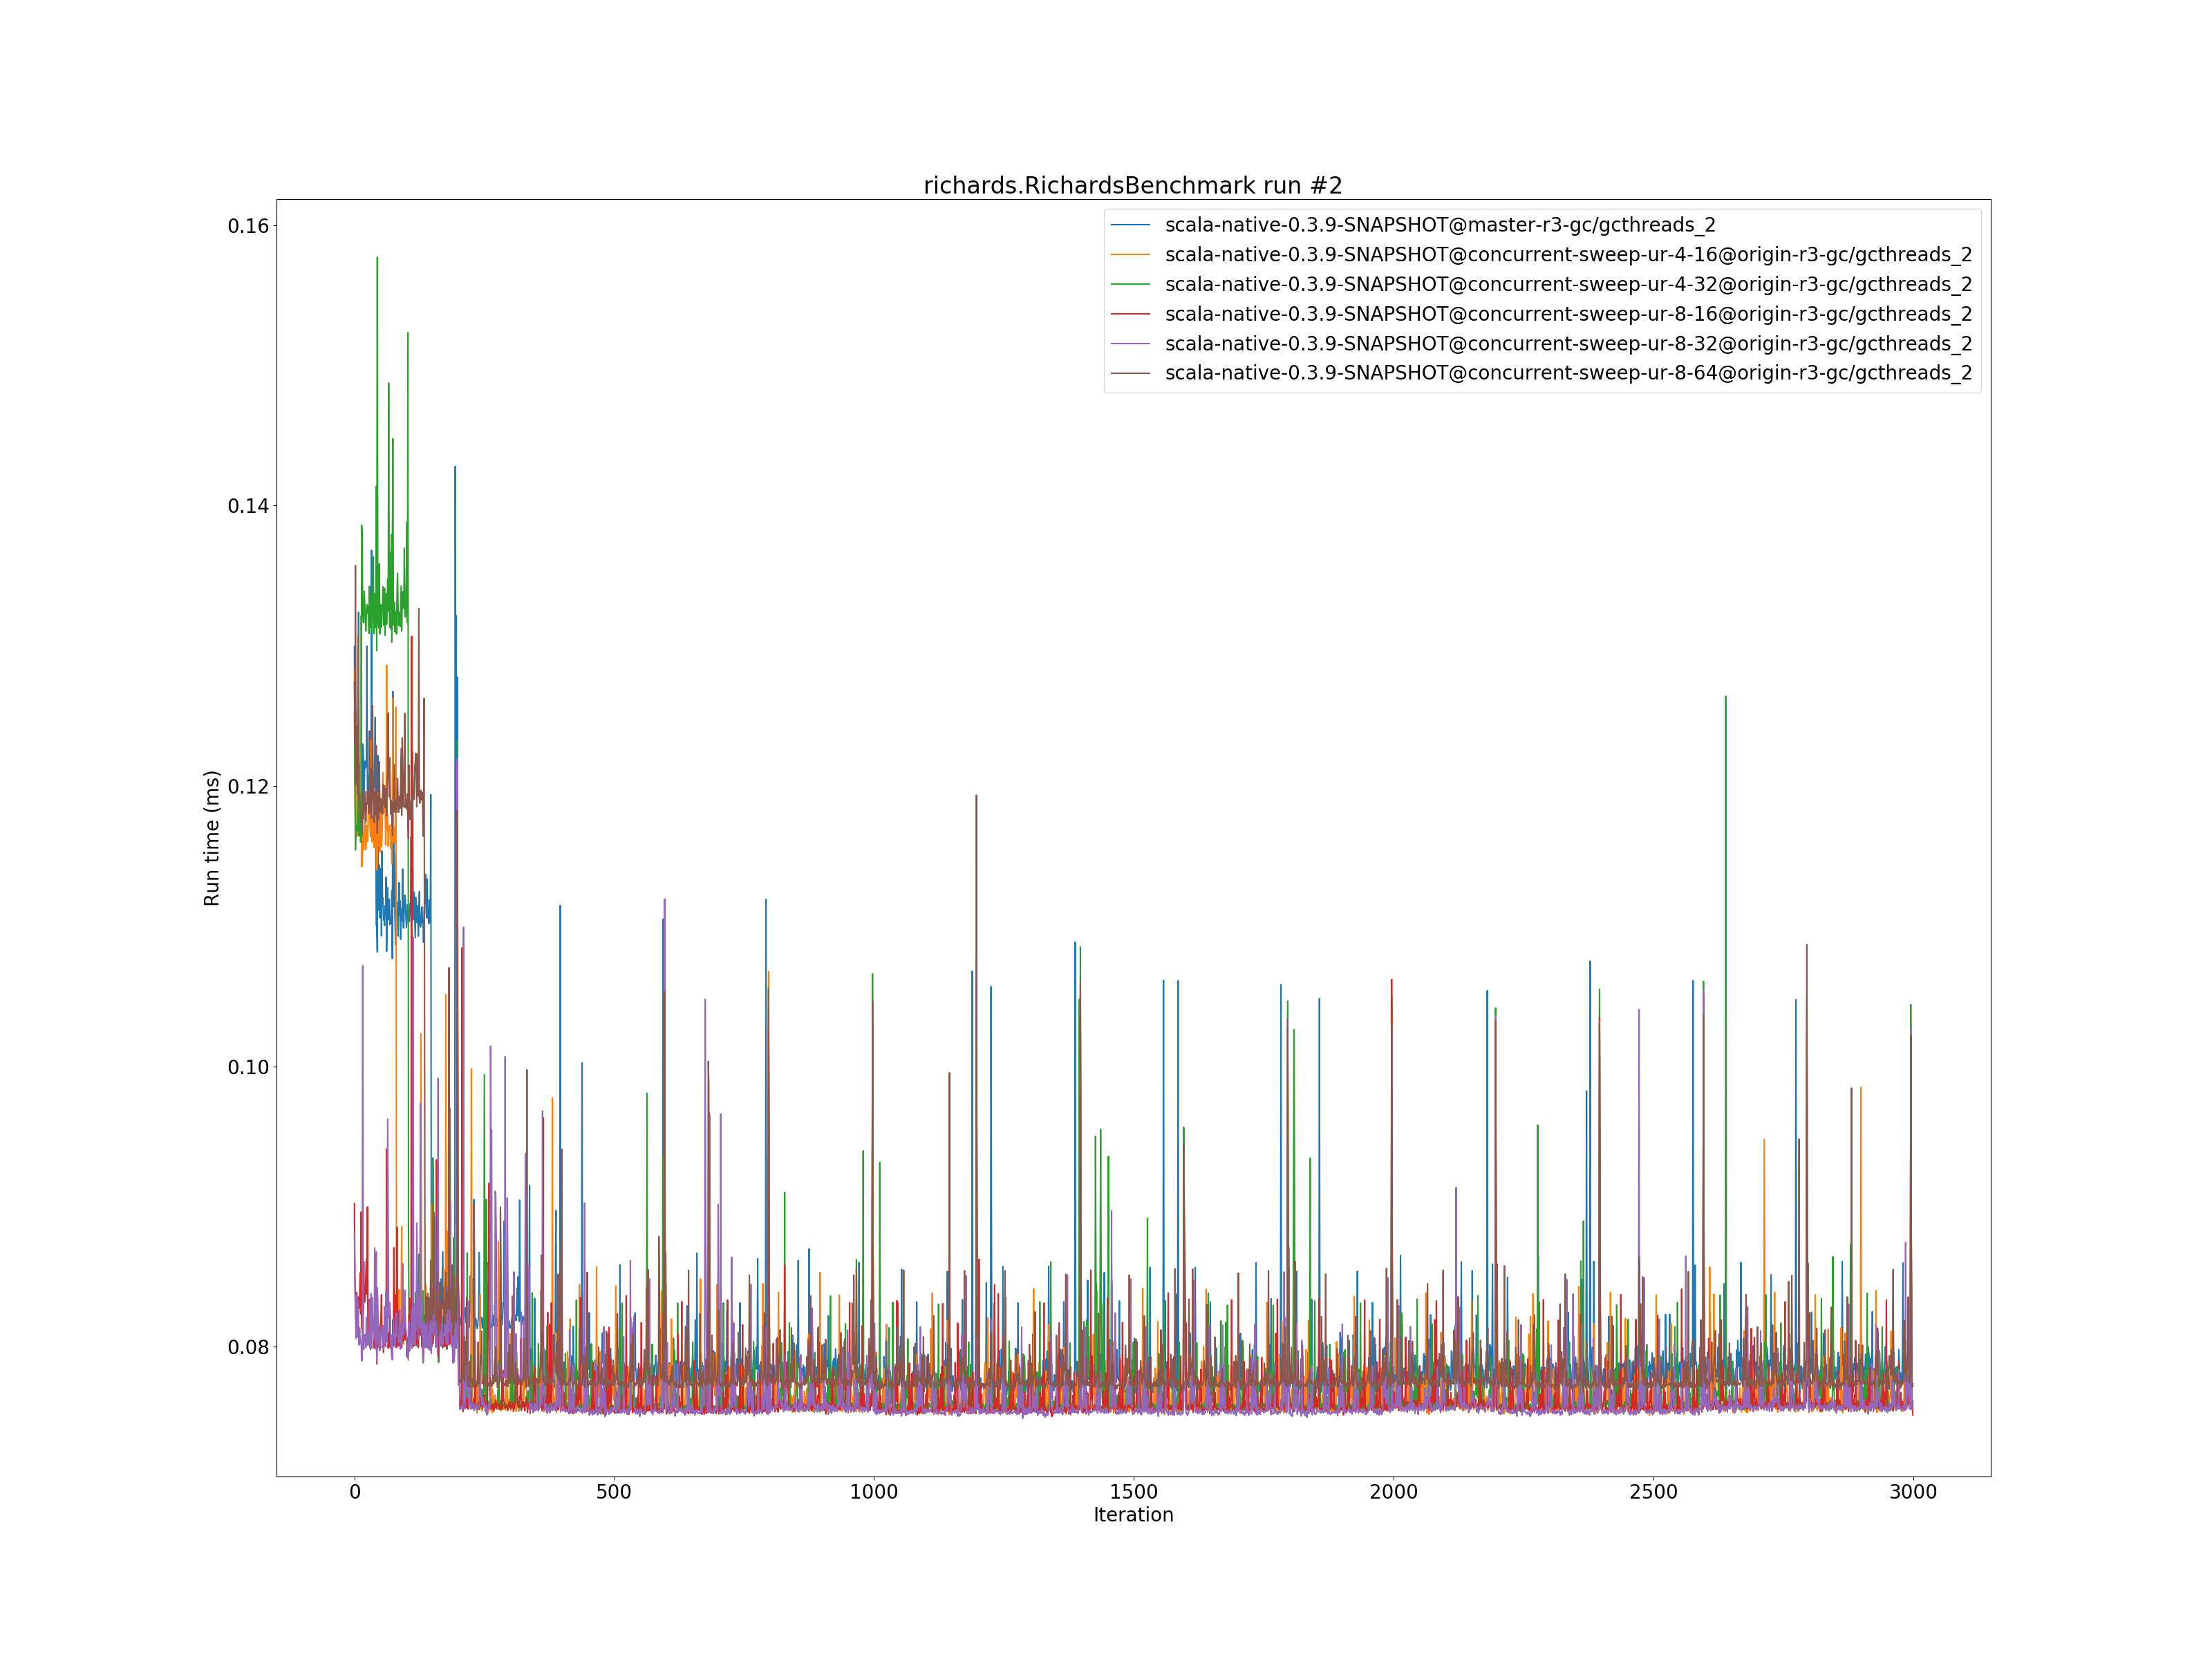 richards.RichardsBenchmark run #2
scala-native-0.3.9-SNAPSHOT@master-r3-gc/gcthreads_2
scala-native-0.3.9-SNAPSHOT@concurrent-sweep-ur-4-16@origin-r3-gc/gcthreads_2
scala-native-0.3.9-SNAPSHOT@concurrent-sweep-ur-4-32@origin-r3-gc/gcthreads_2
scala-native-0.3.9-SNAPSHOT@concurrent-sweep-ur-8-16@origin-r3-gc/gcthreads_2
scala-native-0.3.9-SNAPSHOT@concurrent-sweep-ur-8-32@origin-r3-gc/gcthreads_2
scala-native-0.3.9-SNAPSHOT@concurrent-sweep-ur-8-64@origin-r3-gc/gcthreads_2
0.16
0.14
0.12
0.10
0.08
Run time (ms)
0 500 1000 1500 2000 2500 3000
Iteration